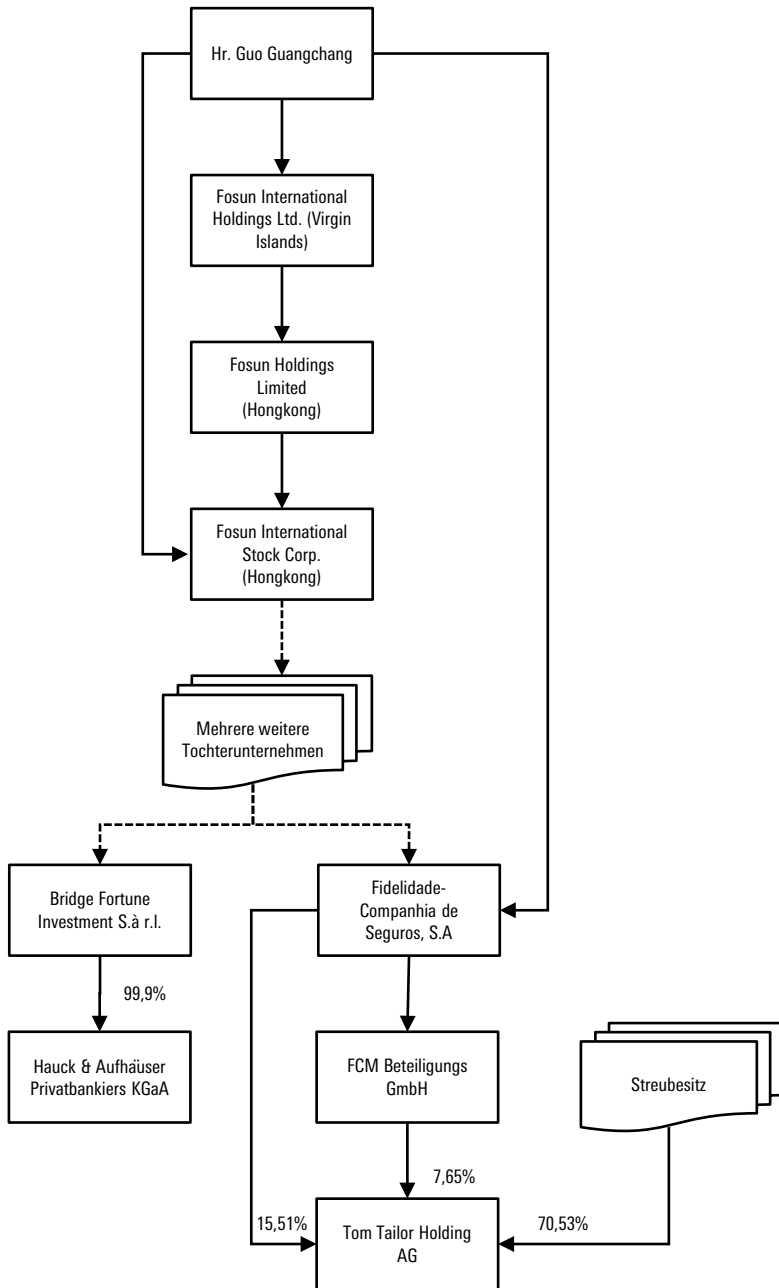 Hr. Guo Guangchang
Fosun International
Holdings Ltd. (Virgin
Islands)
Fosun Holdings
Limited
(Hongkong)
Fosun International
Stock Corp.
(Hongkong)
Mehrere weitere
Tochterunternehmen
Bridge Fortune
Investment S.à r.l.
Fidelidade-
Companhia de
Seguros, S.A
99,9%
Hauck & Aufhäuser
Privatbankiers KGaA
FCM Beteiligungs
GmbH
Streubesitz
7,65%
15,51%
Tom Tailor Holding
AG
70,53%